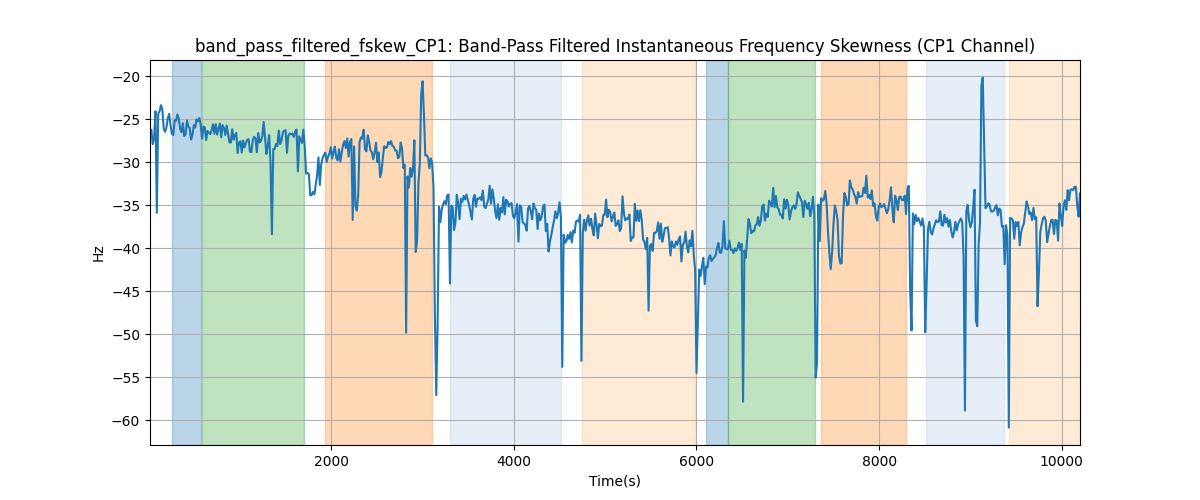 band_pass_filtered_fskew_CP1: Band-Pass Filtered Instantaneous Frequency Skewness (CP1 Channel)
−20
−25
−30
−35
−40
−45
−50
−55
−60
Hz
2000 4000 6000 8000 10000
Time(s)